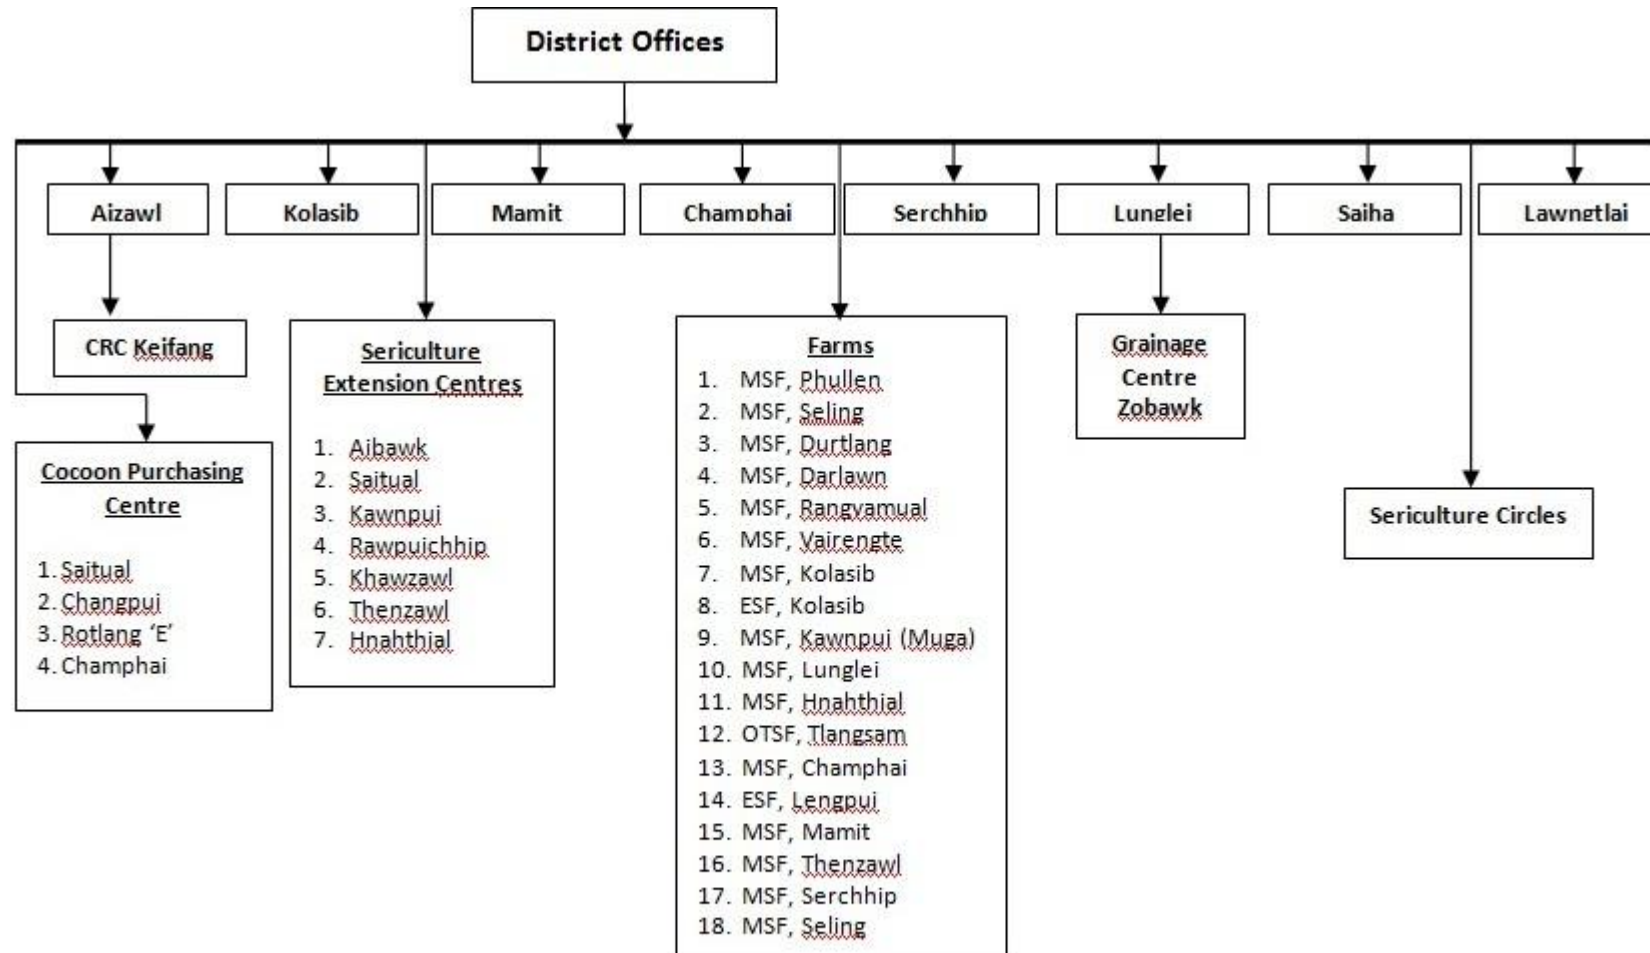 District Offices
Aizawl
Kolasib
Mamit
Champhai
Serchhip
Lunglei
Saiha
Lawngtlai
CRC Keifang
Sericulture
Extension Centres
1. Aibawk
2. Saitual
3. Kawnpui
4. Rawpuichhip
5. Khawzawl
6. Thenzawl
7. Hnahthial
Farms
1. MSF, Phullen
2. MSF, Seling
3. MSF, Durtlang
4. MSF, Darlawn
5. MSF, Rangvamual
6. MSF, Vairengte
7. MSF, Kolasib
8. ESF, Kolasib
9. MSF, Kawnpui (Muga)
10. MSF, Lunglei
11. MSF, Hnahthial
12. OTSF, Tlangsam
13. MSF, Champhai
14. ESF, Lengpui
15. MSF, Mamit
16. MSF, Thenzawl
17. MSF, Serchhip
18. MSF, Seling
Grainage
Centre
Zobawk
Cocoon Purchasing
Centre
1. Saitual
2. Changpui
3. Rotlang ‘E’
4. Champhai
Sericulture Circles